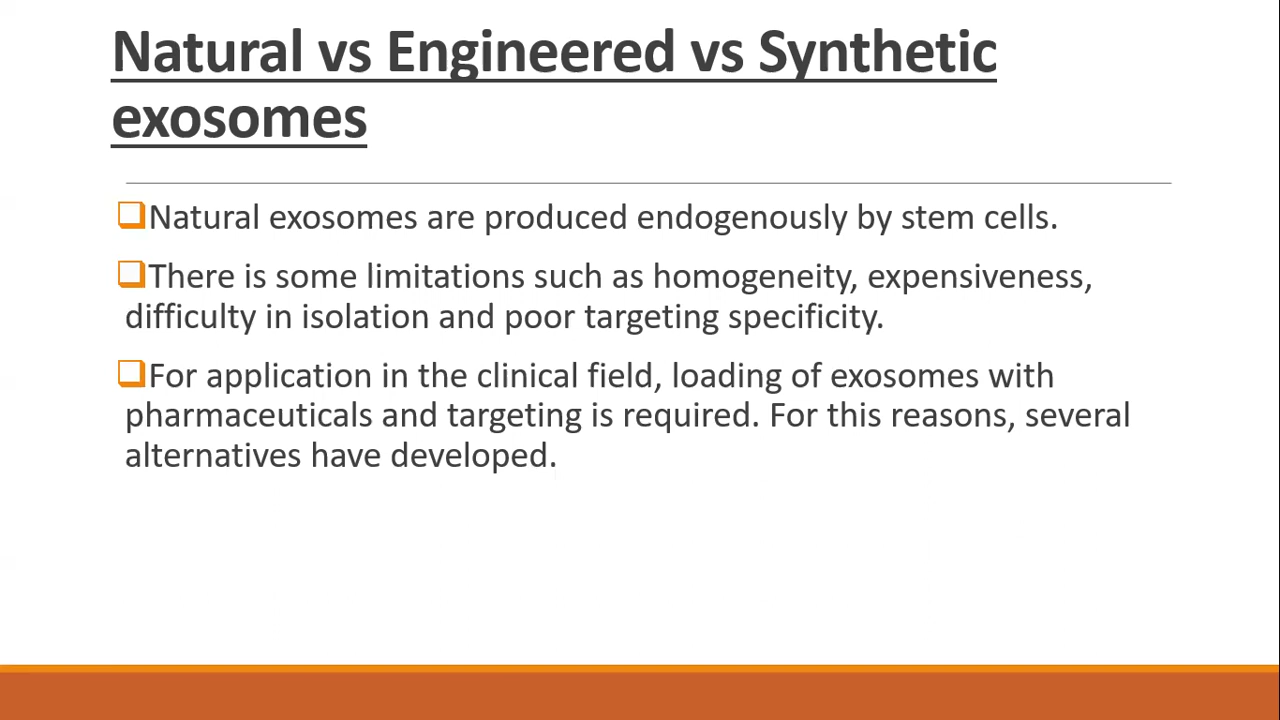 Natural vs Engineered vs Synthetic
exosomes
Natural exosomes are produced endogenously by stem cells.
There is some limitations such as homogeneity, expensiveness,
difficulty in isolation and poor targeting specificity.
For application in the clinical field, loading of exosomes with
pharmaceuticals and targeting is required. For this reasons, several
alternatives have developed.